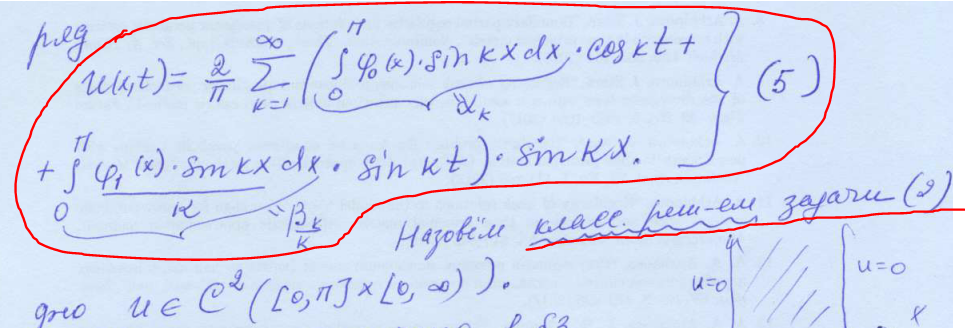 ряд
u(x,t) = 2/π ∑_{k=1}^{∞} ( ∫_0^π φ₀(x)·sin kx dx · cos kt + } (5)
α_k
+ ∫_0^π φ₁(x)·sin kx / k dx · sin kt ) · sin kx.
= β_k/k
Назовём класс. реш-ем задачи (2)
u=0 u=0
u ∈ C² ([0,π]×[0,∞)).
x